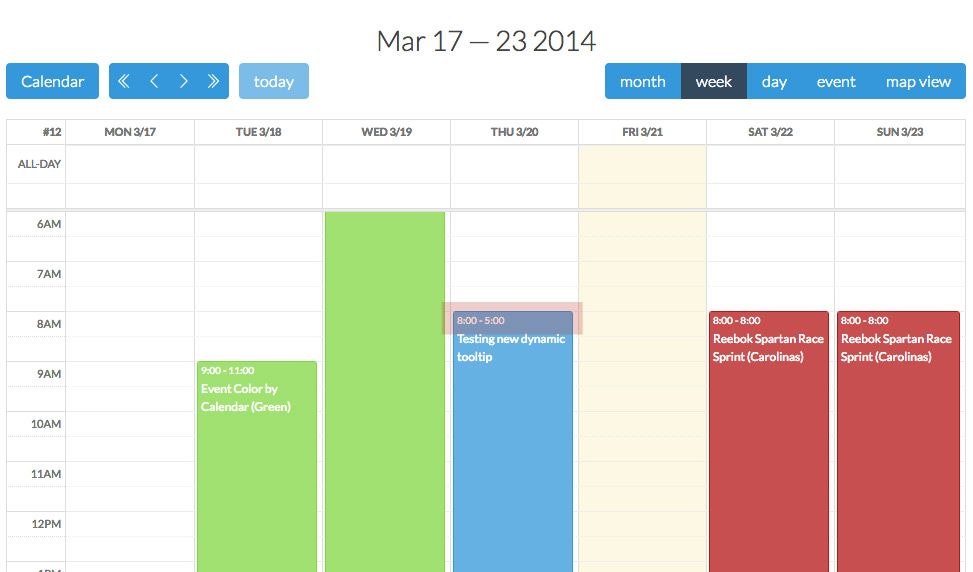 Mar 17 — 23 2014
Calendar
today
month week day event map view
#12 MON 3/17 TUE 3/18 WED 3/19 THU 3/20 FRI 3/21 SAT 3/22 SUN 3/23
ALL-DAY
6AM
7AM
8AM
9AM
10AM
11AM
12PM
9:00 - 11:00
Event Color by
Calendar (Green)
8:00 - 5:00
Testing new dynamic
tooltip
8:00 - 8:00
Reebok Spartan Race
Sprint (Carolinas)
8:00 - 8:00
Reebok Spartan Race
Sprint (Carolinas)